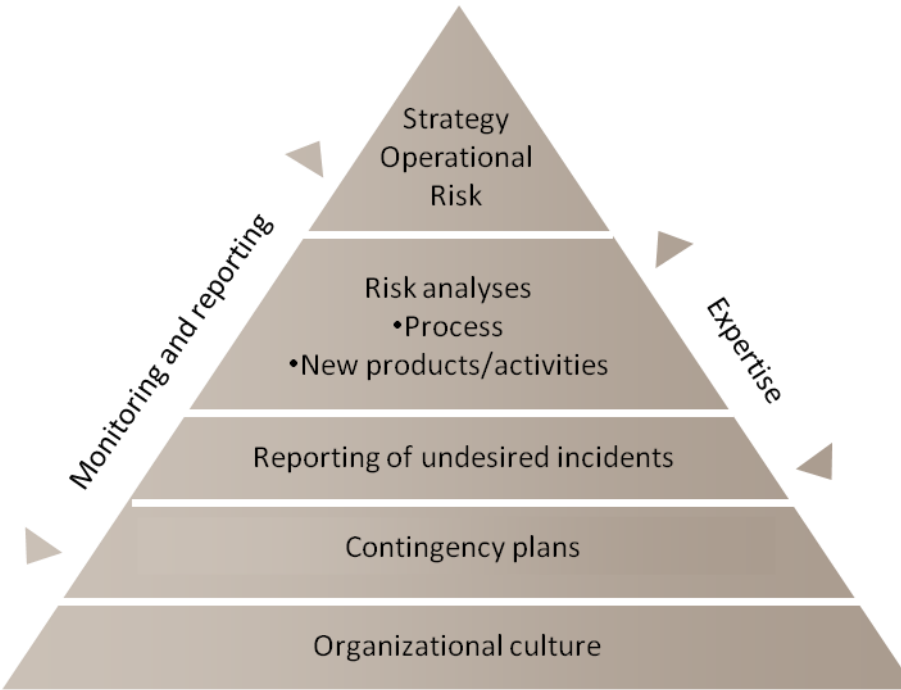 Strategy
Operational
Risk
Monitoring and reporting
Risk analyses
•Process
•New products/activities
Expertise
Reporting of undesired incidents
Contingency plans
Organizational culture